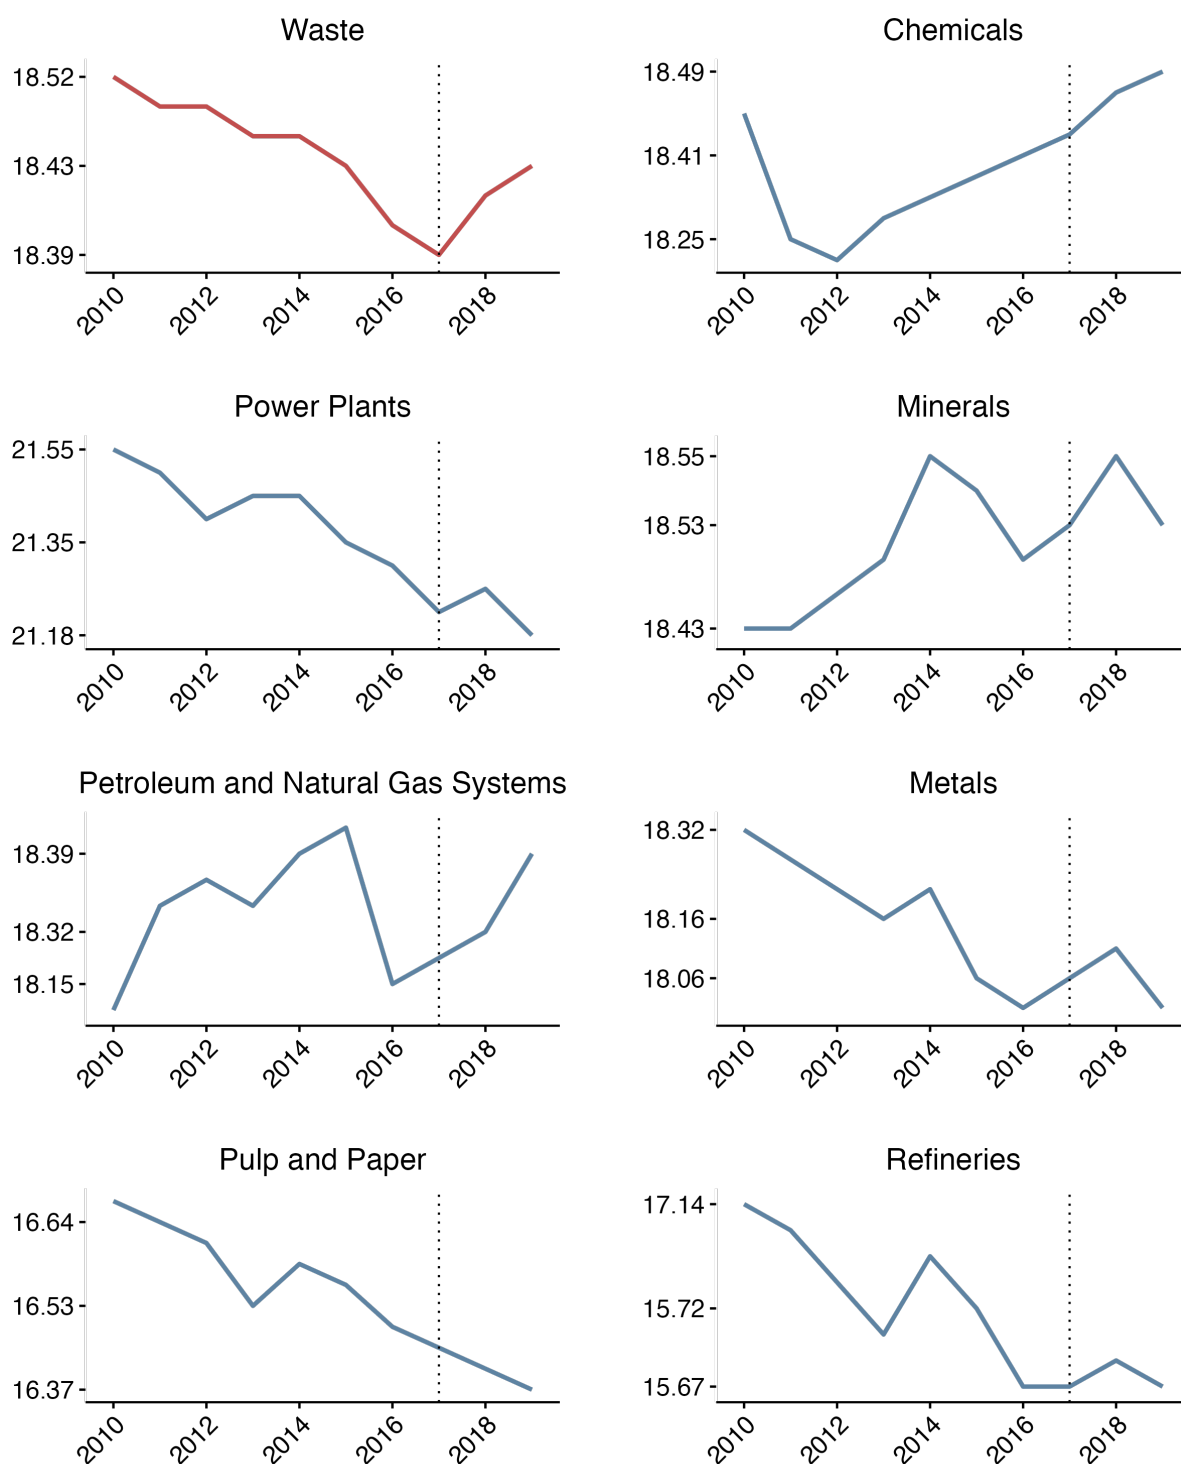 Waste
18.52
18.43
18.39
2010 2012 2014 2016 2018
Chemicals
18.49
18.41
18.25
2010 2012 2014 2016 2018
Power Plants
21.55
21.35
21.18
2010 2012 2014 2016 2018
Minerals
18.55
18.53
18.43
2010 2012 2014 2016 2018
Petroleum and Natural Gas Systems
18.39
18.32
18.15
2010 2012 2014 2016 2018
Metals
18.32
18.16
18.06
2010 2012 2014 2016 2018
Pulp and Paper
16.64
16.53
16.37
2010 2012 2014 2016 2018
Refineries
17.14
15.72
15.67
2010 2012 2014 2016 2018